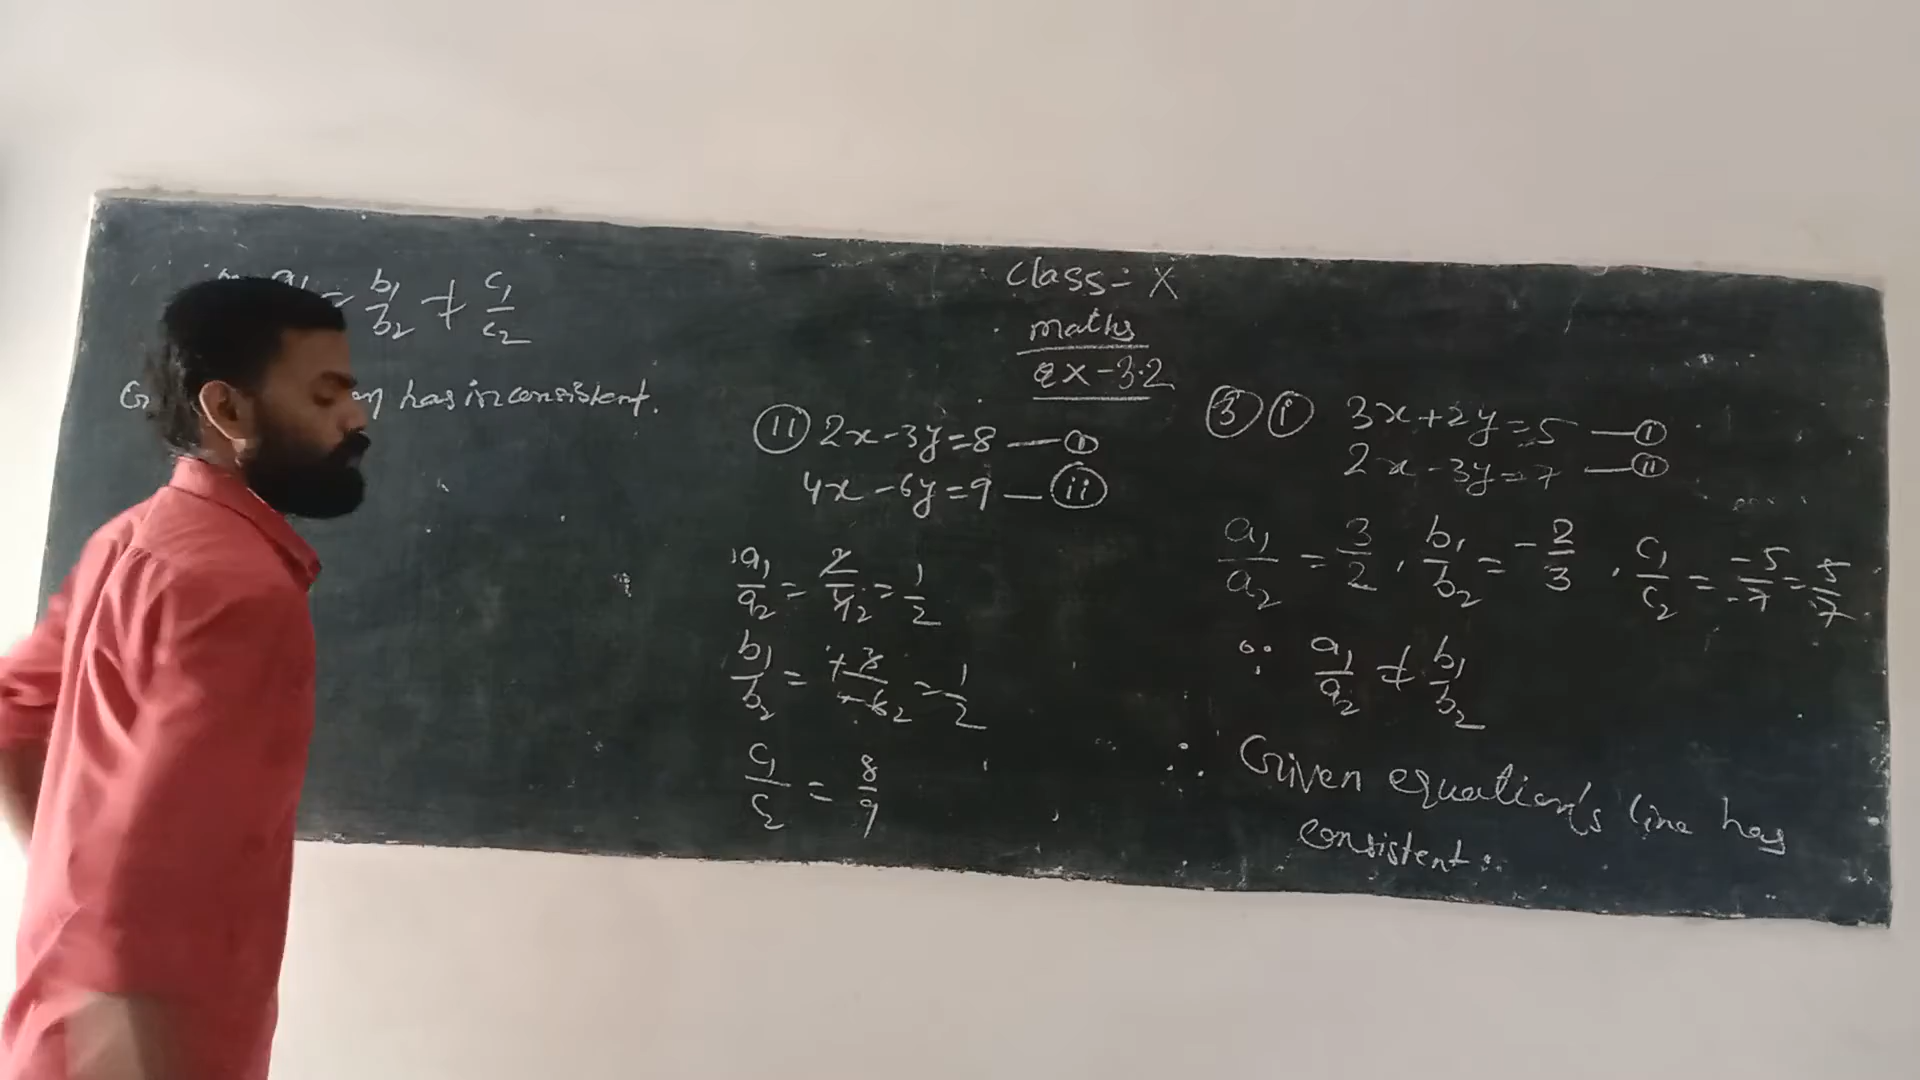 Class = X
maths
ex - 3.2
③ ⓘ 3x + 2y = 5 — ⓘ
2x - 3y = 7 — ⓘⓘ
a₁/a₂ = 3/2, b₁/b₂ = -2/3, c₁/c₂ = -5/-7 = 5/7
∵ a₁/a₂ ≠ b₁/b₂
∴ Given equation's line has
consistent.
ⓘⓘ 2x - 3y = 8 — ⓘ
4x - 6y = 9 — ⓘⓘ
a₁/a₂ = 2/4₂ = 1/2
b₁/b₂ = +3/-6₂ = 1/2
c₁/c₂ = 8/9
= b₁/b₂ ≠ c₁/c₂
has inconsistent.